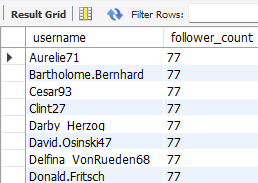 Result Grid Filter Rows:
username follower_count
Aurelie71 77
Bartholome.Bernhard 77
Cesar93 77
Clint27 77
Darby_Herzog 77
David.Osinski47 77
Delfina_VonRueden68 77
Donald.Fritsch 77